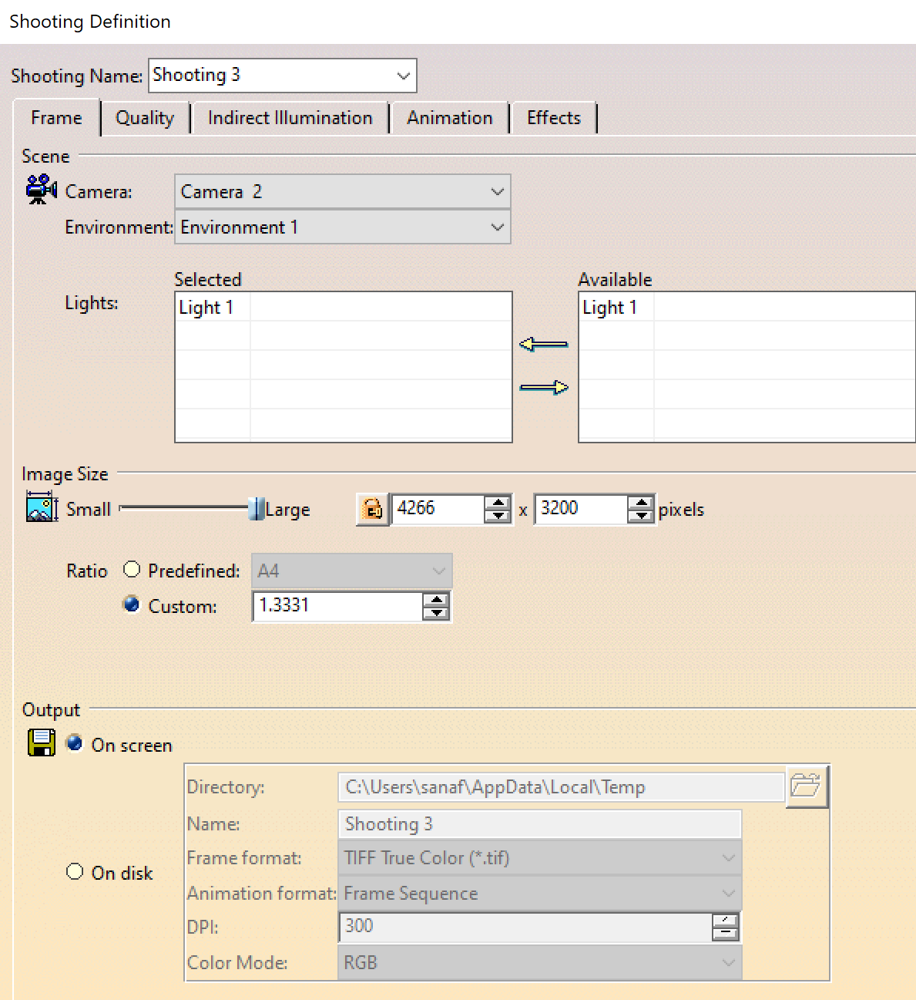 Shooting Definition
Shooting Name: Shooting 3
Frame Quality Indirect Illumination Animation Effects
Scene
Camera: Camera  2
Environment: Environment 1
Selected Available
Lights: Light 1 Light 1
Image Size
Small Large 4266 x 3200 pixels
Ratio Predefined: A4
Custom: 1.3331
Output
On screen
Directory: C:\Users\sanaf\AppData\Local\Temp
Name: Shooting 3
Frame format: TIFF True Color (*.tif)
On disk
Animation format: Frame Sequence
DPI: 300
Color Mode: RGB